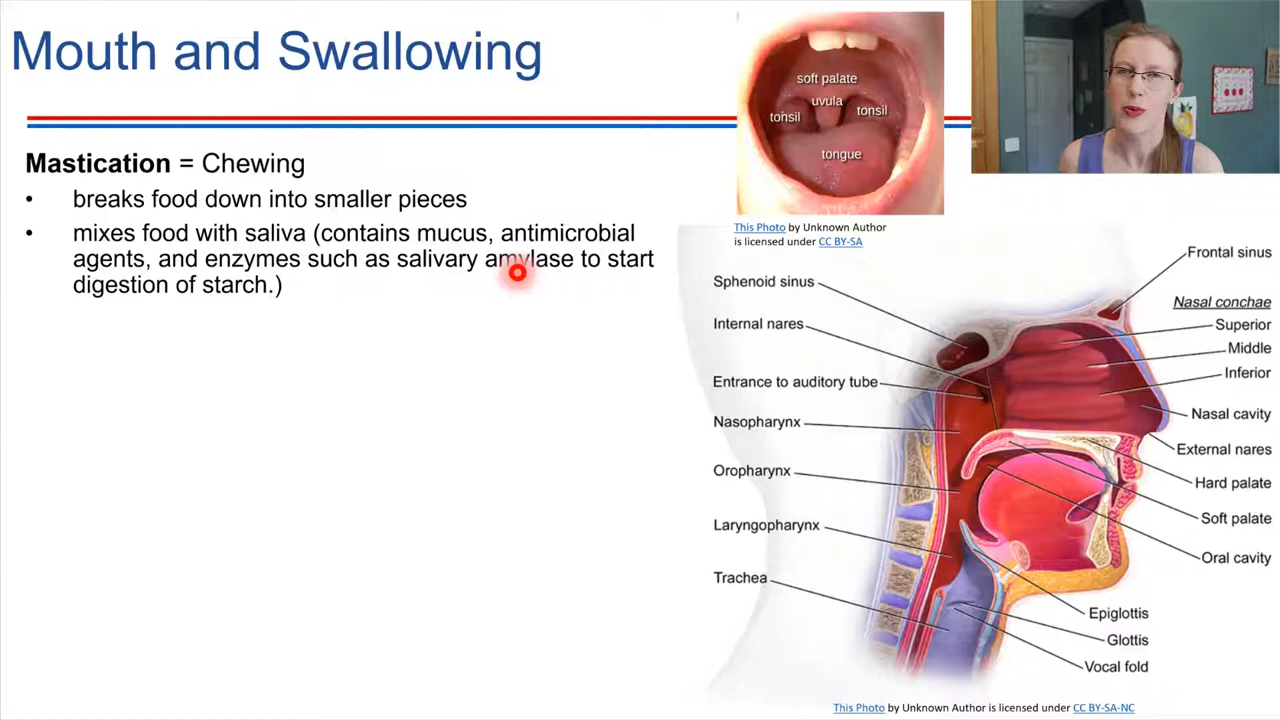 Mouth and Swallowing
Mastication = Chewing
• breaks food down into smaller pieces
• mixes food with saliva (contains mucus, antimicrobial
agents, and enzymes such as salivary amylase to start
digestion of starch.)
soft palate
uvula
tonsil
tonsil
tongue
This Photo by Unknown Author
is licensed under CC BY-SA
Sphenoid sinus
Internal nares
Entrance to auditory tube
Nasopharynx
Oropharynx
Laryngopharynx
Trachea
Frontal sinus
Nasal conchae
Superior
Middle
Inferior
Nasal cavity
External nares
Hard palate
Soft palate
Oral cavity
Epiglottis
Glottis
Vocal fold
This Photo by Unknown Author is licensed under CC BY-SA-NC